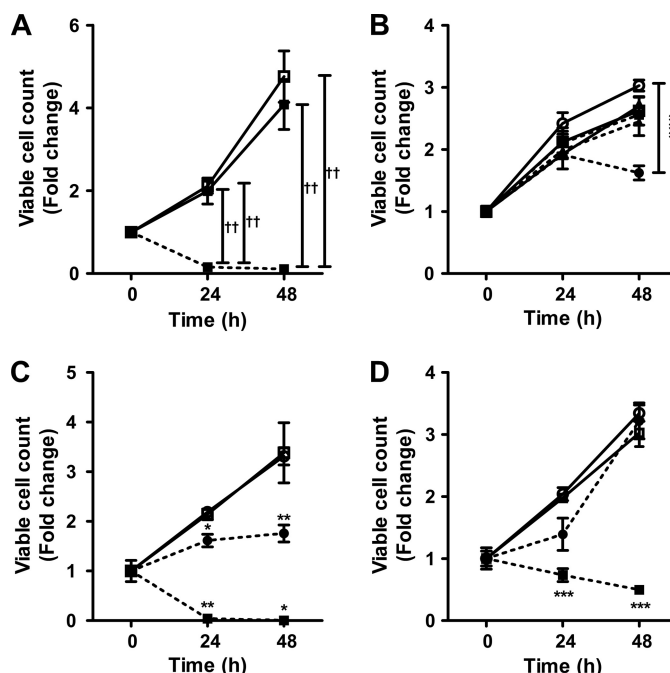 A
Viable cell count
(Fold change)
6
4
2
0
††
††
††
††
0
24
48
Time (h)
B
Viable cell count
(Fold change)
4
3
2
1
0
0
24
48
Time (h)
C
Viable cell count
(Fold change)
5
4
3
2
1
0
*
**
**
*
0
24
48
Time (h)
D
Viable cell count
(Fold change)
4
3
2
1
0
***
***
0
24
48
Time (h)